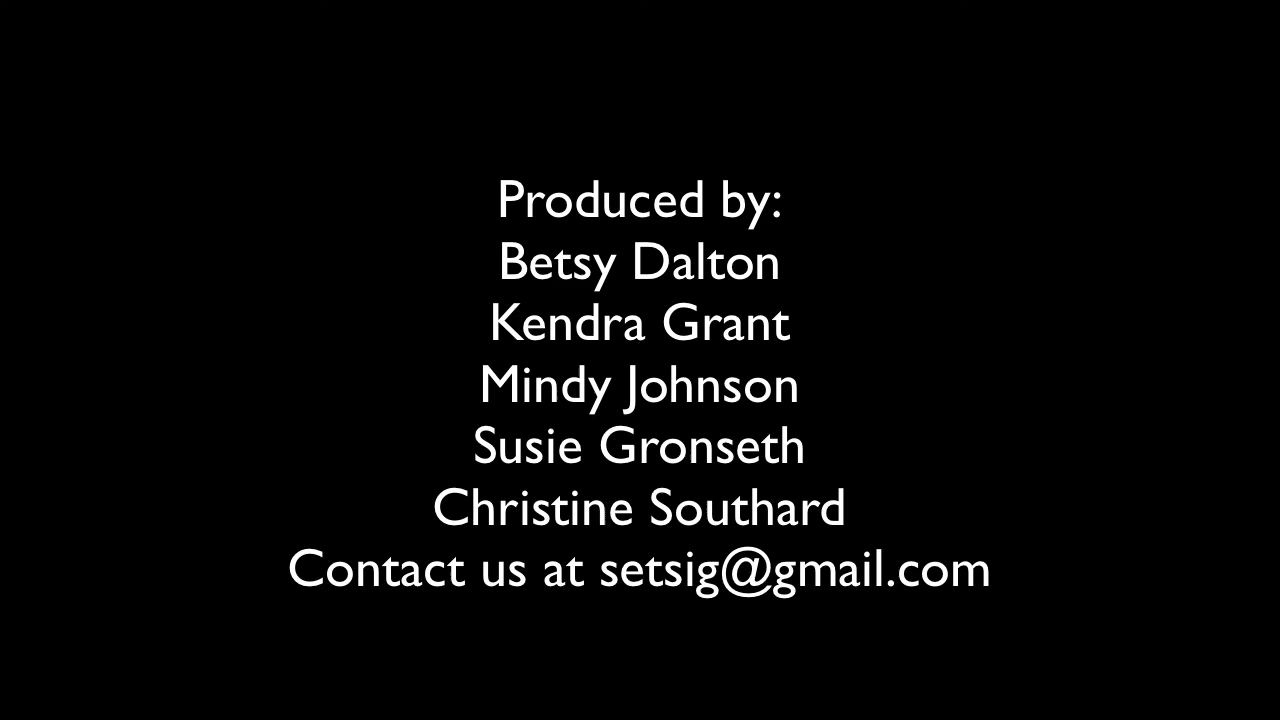 Produced by:
Betsy Dalton
Kendra Grant
Mindy Johnson
Susie Gronseth
Christine Southard
Contact us at setsig@gmail.com